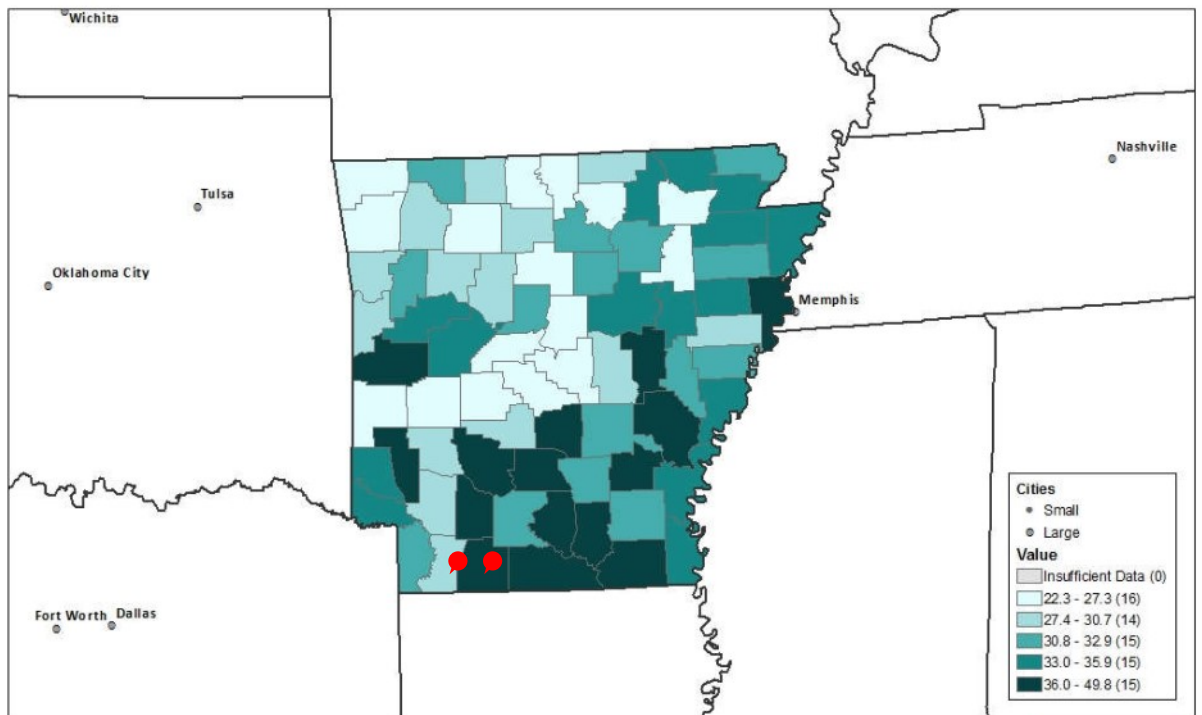 Wichita
Nashville
Tulsa
Oklahoma City
Memphis
Fort Worth
Dallas
Cities
Small
Large
Value
Insufficient Data (0)
22.3 - 27.3 (16)
27.4 - 30.7 (14)
30.8 - 32.9 (15)
33.0 - 35.9 (15)
36.0 - 49.8 (15)